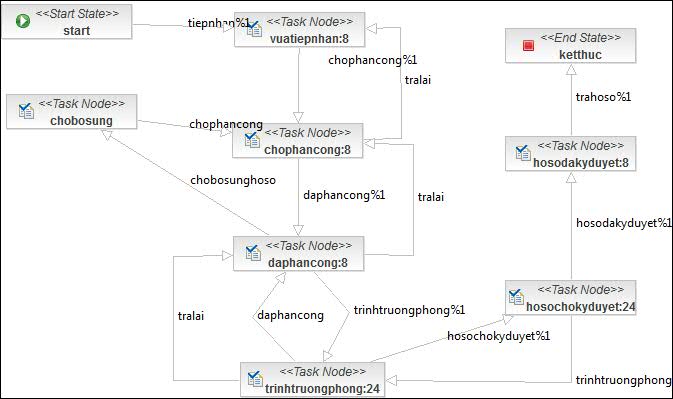 <<Start State>>
start
tiepnhan%1
<<Task Node>>
vuatiepnhan:8
<<End State>>
ketthuc
chophancong%1
tralai
trahoso%1
<<Task Node>>
chobosung
chophancong
<<Task Node>>
chophancong:8
<<Task Node>>
hosodakyduyet:8
chobosunghoso
daphancong%1
tralai
hosodakyduyet%1
<<Task Node>>
daphancong:8
<<Task Node>>
hosochokyduyet:24
tralai
daphancong
trinhtruongphong%1
hosochokyduyet%1
<<Task Node>>
trinhtruongphong:24
trinhtruongphong